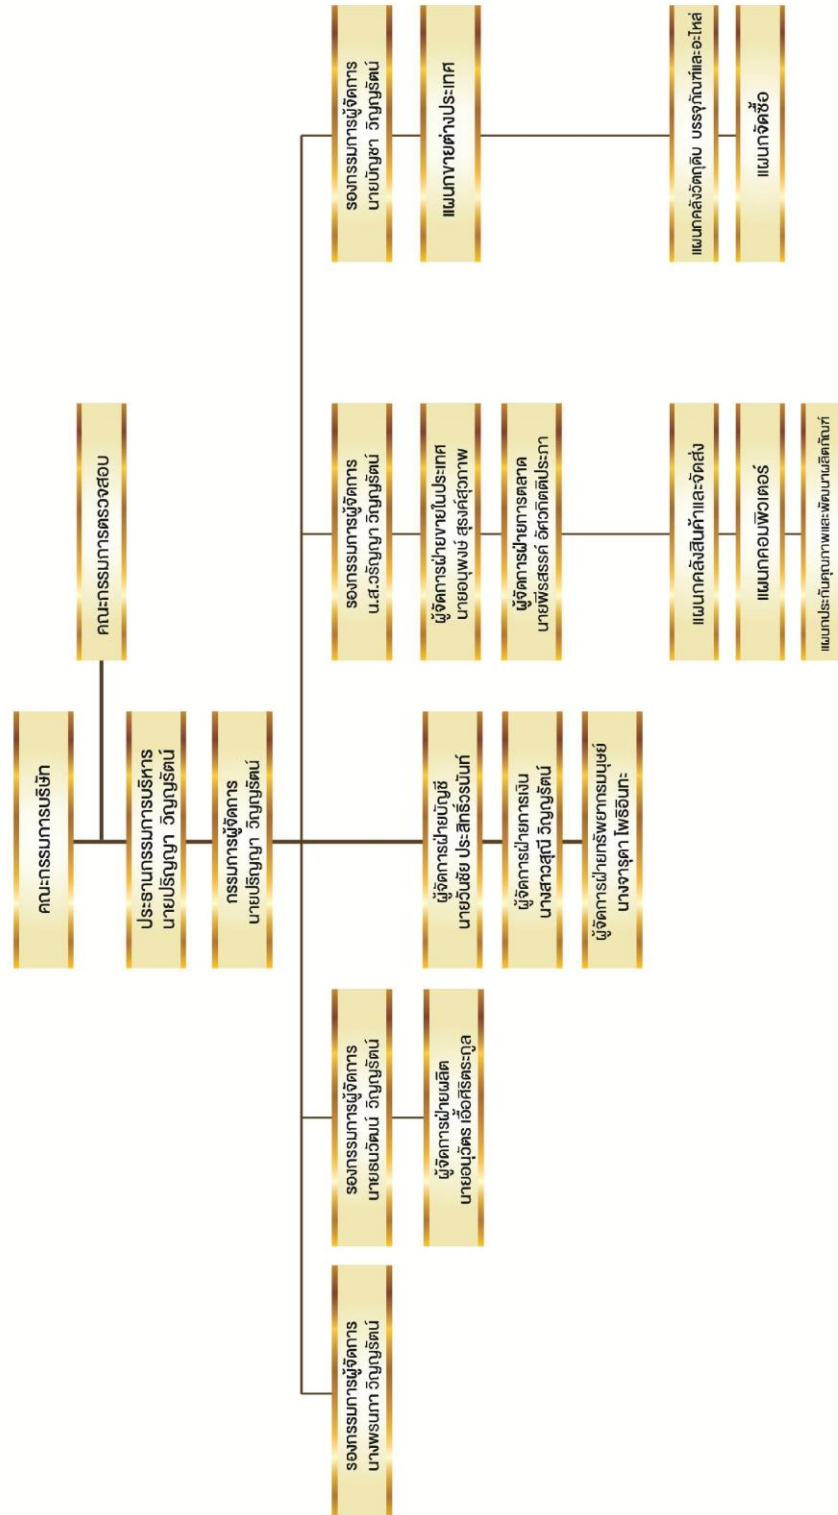 คณะกรรมการบริษัท
คณะกรรมการตรวจสอบ
ประธานกรรมการบริหาร
นายปริญญา วิญญรัตน์
กรรมการผู้จัดการ
นายปริญญา วิญญรัตน์
รองกรรมการผู้จัดการ
นางพรนภา วิญญรัตน์
รองกรรมการผู้จัดการ
นายธนวัฒน์ วิญญรัตน์
ผู้จัดการฝ่ายผลิต
นายอนุวัตร เอื้อศิริตระกูล
ผู้จัดการฝ่ายบัญชี
นายวันชัย ประสิทธิ์วรนันท์
ผู้จัดการฝ่ายการเงิน
นางสาวสุณี วิญญรัตน์
ผู้จัดการฝ่ายทรัพยากรมนุษย์
นางจารุดา โพธิอินทะ
รองกรรมการผู้จัดการ
น.ส.วรัญญา วิญญรัตน์
ผู้จัดการฝ่ายขายในประเทศ
นายอนุพงษ์ สุรงค์สุวภาพ
ผู้จัดการฝ่ายการตลาด
นายพีรสรรค์ อัศวกิตติประภา
แผนกคลังสินค้าและจัดส่ง
แผนกคอมพิวเตอร์
แผนกประกันคุณภาพและพัฒนาผลิตภัณฑ์
รองกรรมการผู้จัดการ
นายบัญชา วิญญรัตน์
แผนกขายต่างประเทศ
แผนกคลังวัตถุดิบ บรรจุภัณฑ์และอะไหล่
แผนกจัดซื้อ